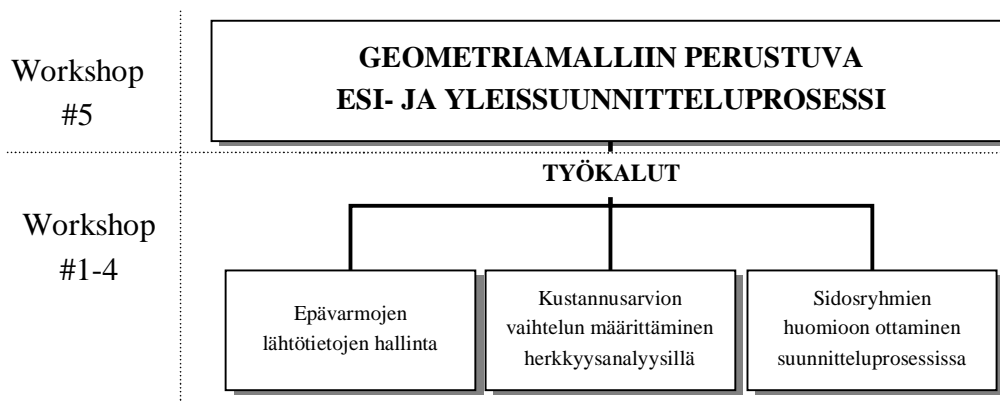 Workshop
#5
GEOMETRIAMALLIIN PERUSTUVA
ESI- JA YLEISSUUNNITTELUPROSESSI
Workshop
#1-4
TYÖKALUT
Epävarmojen
lähtötietojen hallinta
Kustannusarvion
vaihtelun määrittäminen
herkkyysanalyysillä
Sidosryhmien
huomioon ottaminen
suunnitteluprosessissa